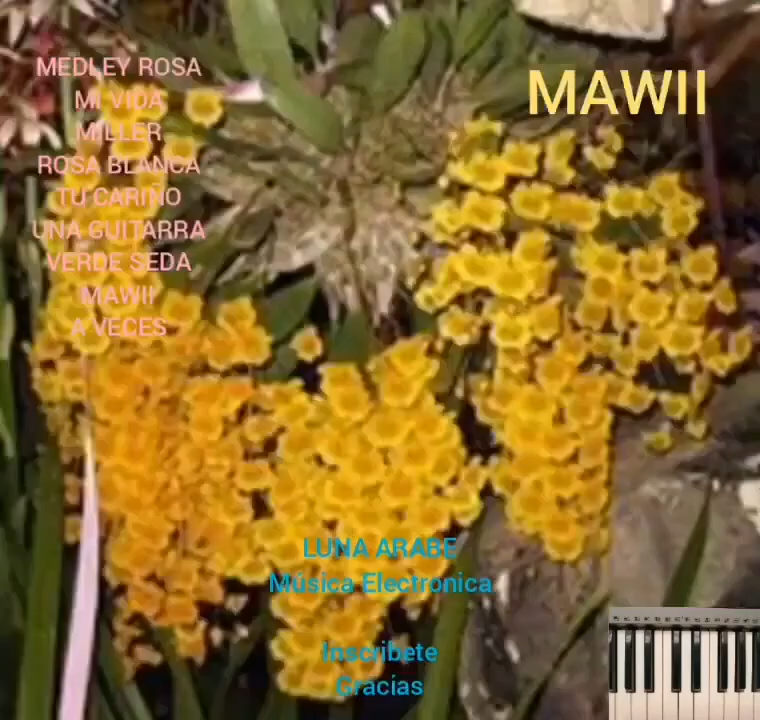 MEDLEY ROSA
MI VIDA
MILLER
ROSA BLANCA
TU CARIÑO
UNA GUITARRA
VERDE SEDA
MAWII
A VECES
MAWII
LUNA ARABE
Música Electronica
Inscribete
Gracias